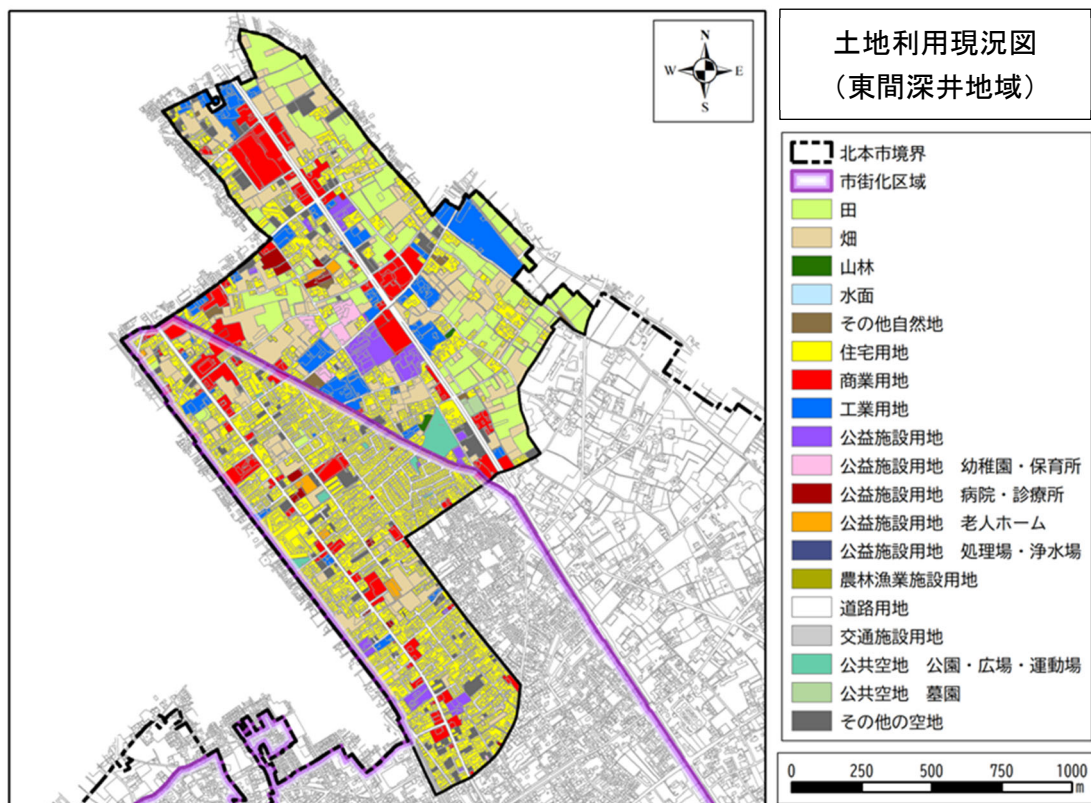 土地利用現況図
(東間深井地域)
N
W
E
S
北本市境界
市街化区域
田
畑
山林
水面
その他自然地
住宅用地
商業用地
工業用地
公益施設用地
公益施設用地 幼稚園・保育所
公益施設用地 病院・診療所
公益施設用地 老人ホーム
公益施設用地 処理場・浄水場
農林漁業施設用地
道路用地
交通施設用地
公共空地 公園・広場・運動場
公共空地 墓園
その他の空地
0 250 500 750 1000
m